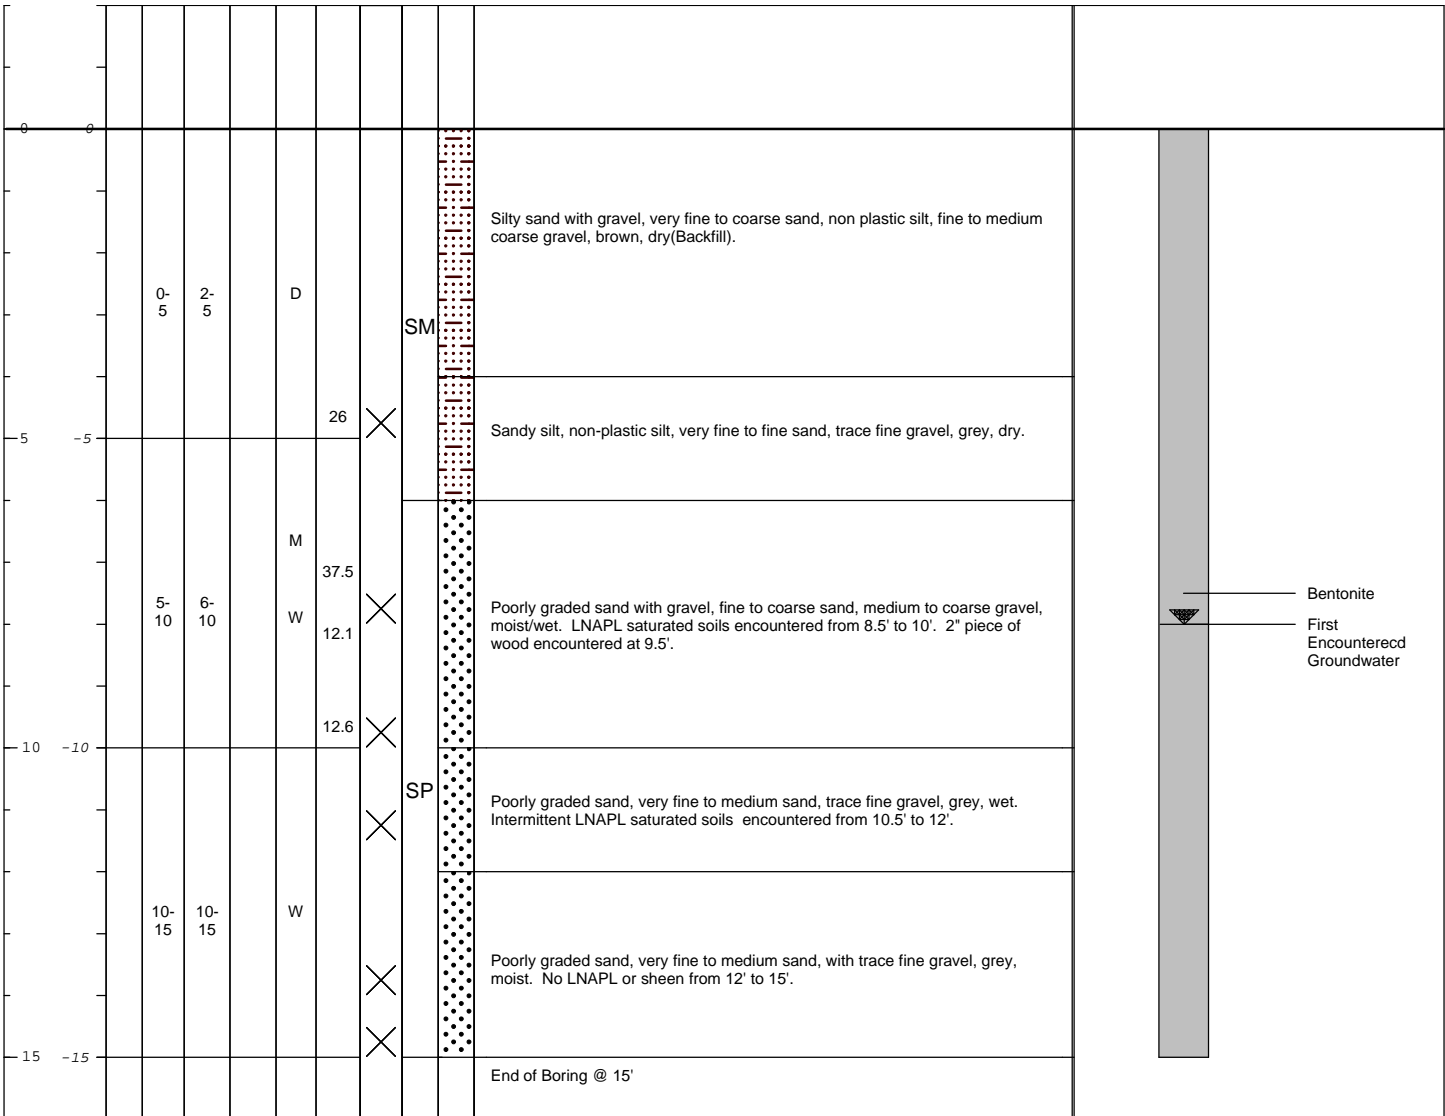 0 0
Silty sand with gravel, very fine to coarse sand, non plastic silt, fine to medium
coarse gravel, brown, dry(Backfill).
0- 2- D
5 5
SM
26
Sandy silt, non-plastic silt, very fine to fine sand, trace fine gravel, grey, dry.
5 -5
M
37.5
Bentonite
5- 6-
10 10
W
12.1
Poorly graded sand with gravel, fine to coarse sand, medium to coarse gravel,
moist/wet. LNAPL saturated soils encountered from 8.5' to 10'. 2" piece of
wood encountered at 9.5'.
First
Encounterecd
Groundwater
12.6
10 -10
SP
Poorly graded sand, very fine to medium sand, trace fine gravel, grey, wet.
Intermittent LNAPL saturated soils encountered from 10.5' to 12'.
10- 10- W
15 15
Poorly graded sand, very fine to medium sand, with trace fine gravel, grey,
moist. No LNAPL or sheen from 12' to 15'.
15 -15
End of Boring @ 15'